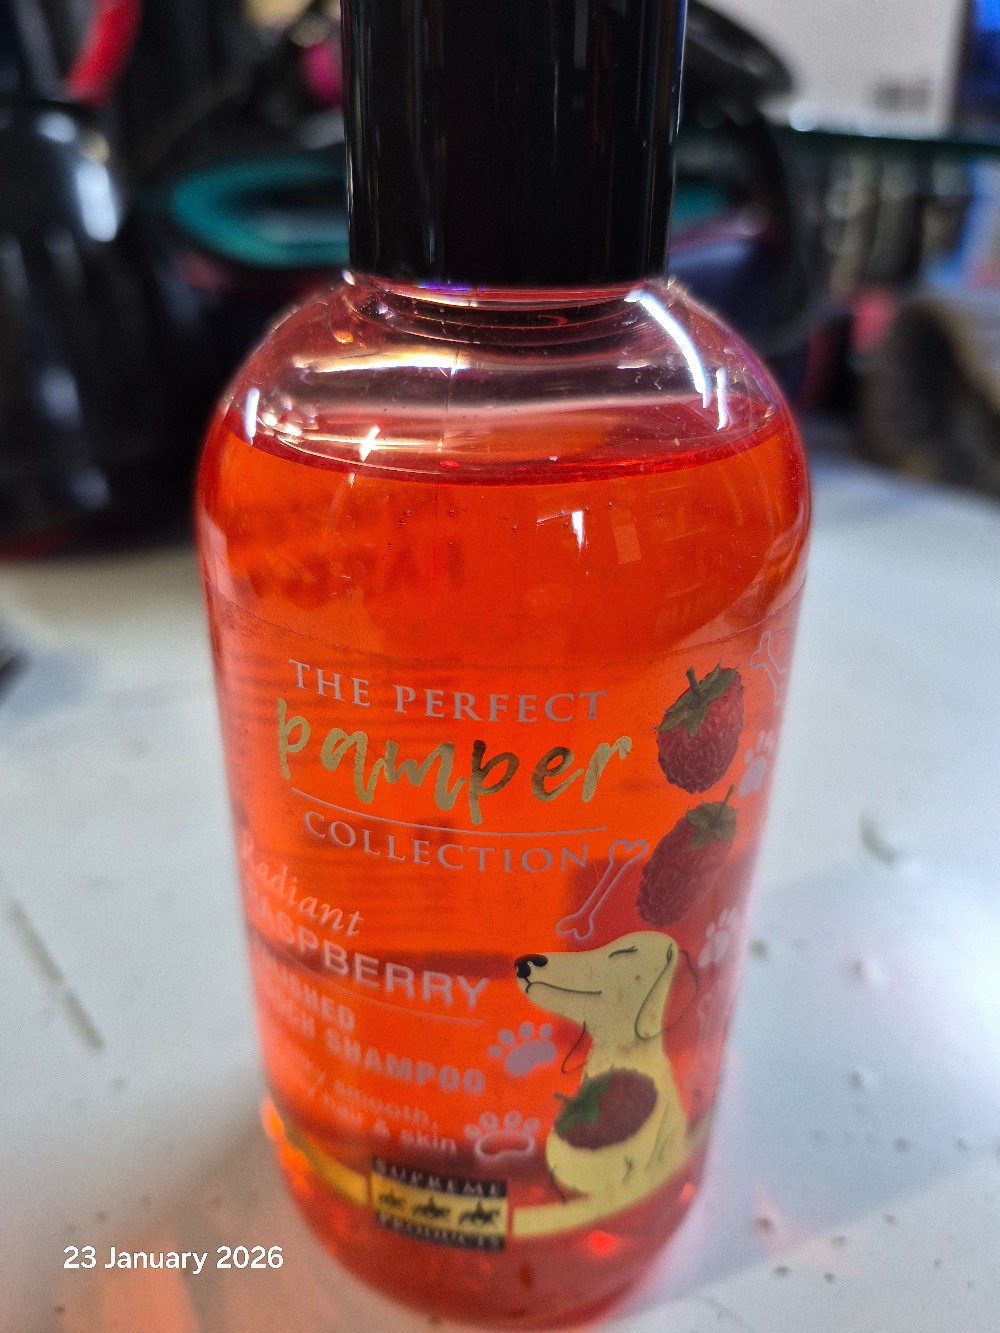 THE PERFECT
pamper
COLLECTION
Radiant
RASPBERRY
SHAMPOO
smooth,
hair & skin
SUPREME
PRODUCTS
23 January 2026